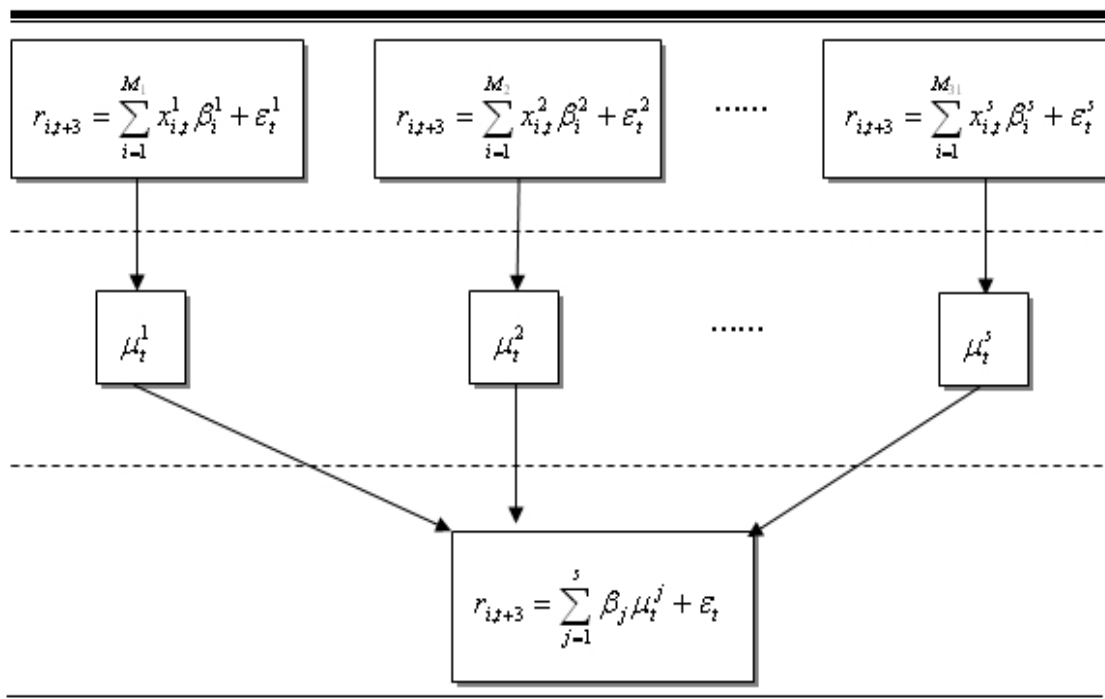 r_{i,t+3} = \sum_{i=1}^{M_1} x_{i,t}^1 \beta_i^1 + \varepsilon_t^1
r_{i,t+3} = \sum_{i=1}^{M_2} x_{i,t}^2 \beta_i^2 + \varepsilon_t^2
......
r_{i,t+3} = \sum_{i=1}^{M_{31}} x_{i,t}^s \beta_i^s + \varepsilon_t^s
\mu_t^1
\mu_t^2
......
\mu_t^s
r_{i,t+3} = \sum_{j=1}^{s} \beta_j \mu_t^j + \varepsilon_t